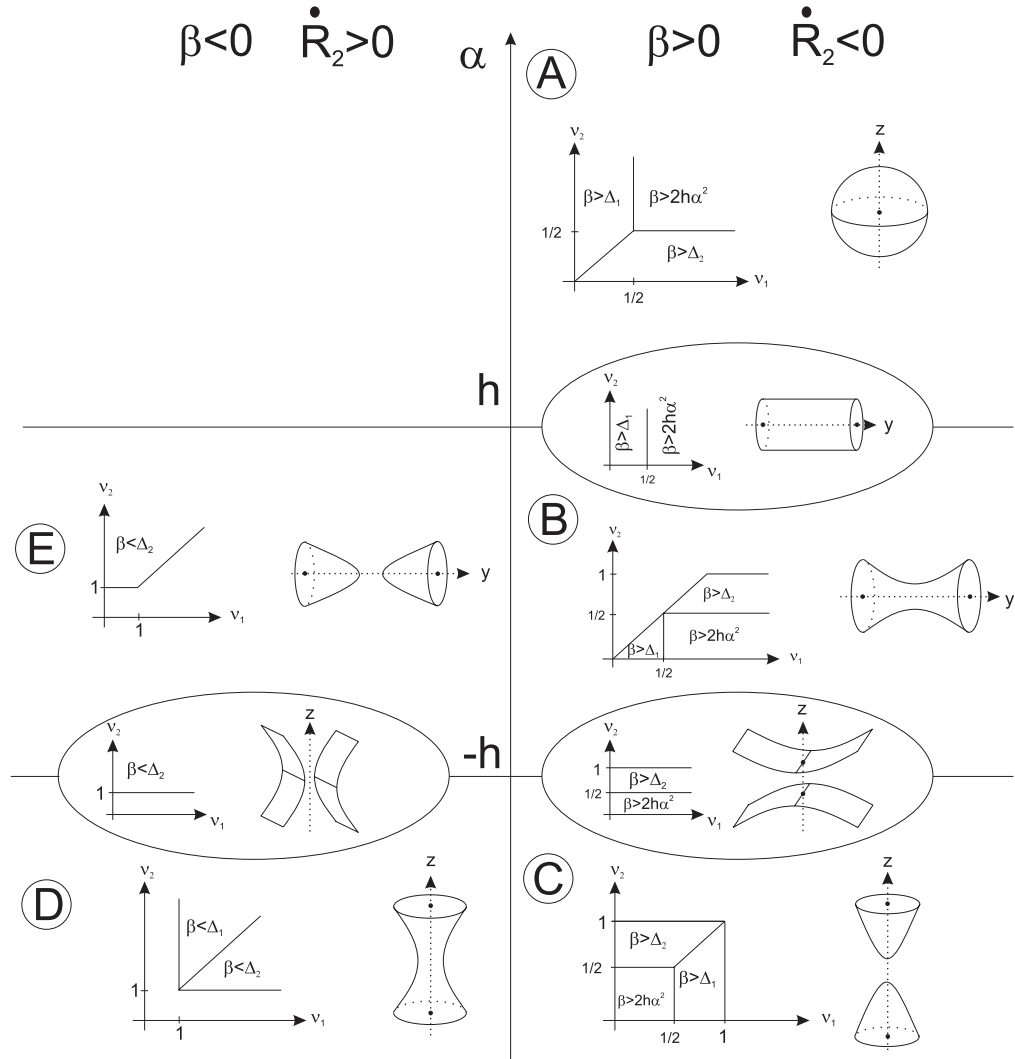 β<0 Ṙ₂>0 α β>0 Ṙ₂<0
A
ν₂ z
β>Δ₁ β>2hα²
1/2
β>Δ₂
ν₁
1/2
h
ν₂
β>Δ₁ β>2hα² y
1/2 ν₁
E
ν₂
β<Δ₂
1
y
1 ν₁
B
ν₂
1
β>Δ₂
1/2
β>2hα²
β>Δ₁
1/2 ν₁
y
-h
ν₂ z
β<Δ₂
1
ν₁
ν₂ z
1
β>Δ₂
1/2
β>2hα²
ν₁
D
ν₂ z
β<Δ₁
β<Δ₂
1
1 ν₁
C
ν₂ z
1
β>Δ₂
1/2
β>Δ₁
β>2hα²
1/2 1 ν₁